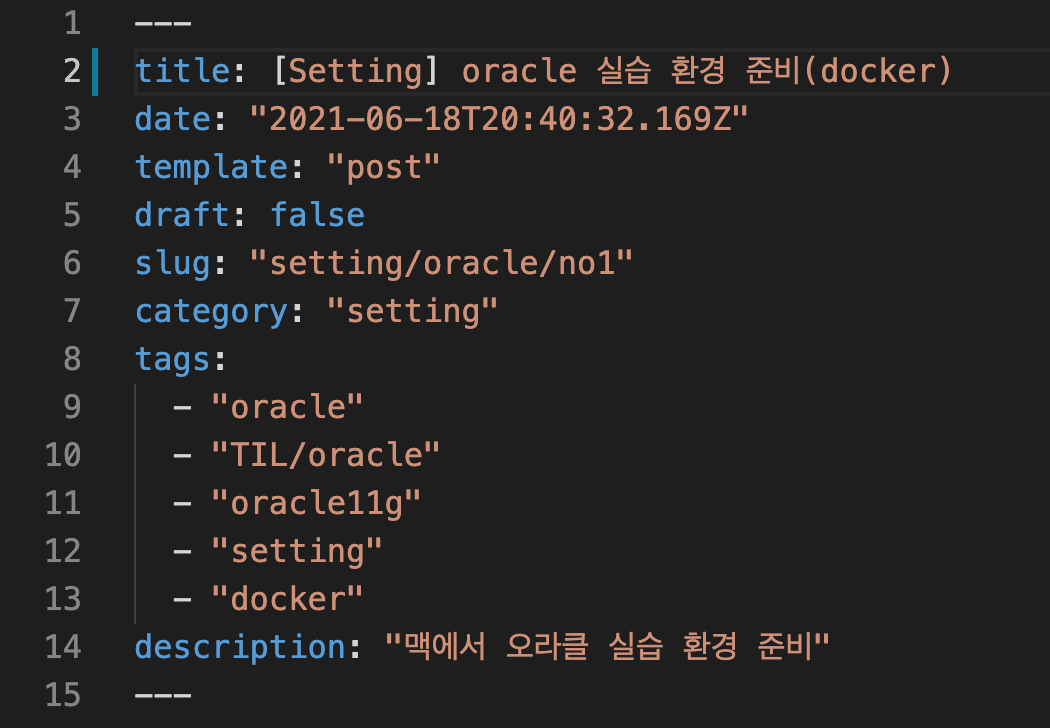 1 ---
2 title: [Setting] oracle 실습 환경 준비(docker)
3 date: "2021-06-18T20:40:32.169Z"
4 template: "post"
5 draft: false
6 slug: "setting/oracle/no1"
7 category: "setting"
8 tags:
9   - "oracle"
10   - "TIL/oracle"
11   - "oracle11g"
12   - "setting"
13   - "docker"
14 description: "맥에서 오라클 실습 환경 준비"
15 ---